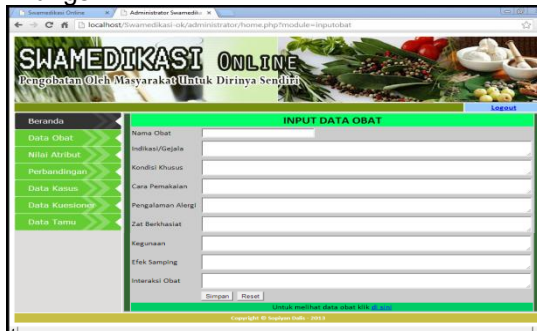 Swamedikasi Online
Administrator Swamedik
localhost/Swamedikasi-ok/administrator/home.php?module=inputobat
SWAMEDIKASI ONLINE
Pengobatan Oleh Masyarakat Untuk Dirinya Sendiri
Logout
Beranda
Data Obat
Nilai Atribut
Perbandingan
Data Kasus
Data Kuesioner
Data Tamu
INPUT DATA OBAT
Nama Obat
Indikasi/Gejala
Kondisi Khusus
Cara Pemakaian
Pengalaman Alergi
Zat Berkhasiat
Kegunaan
Efek Samping
Interaksi Obat
Simpan Reset
Untuk melihat data obat klik di sini